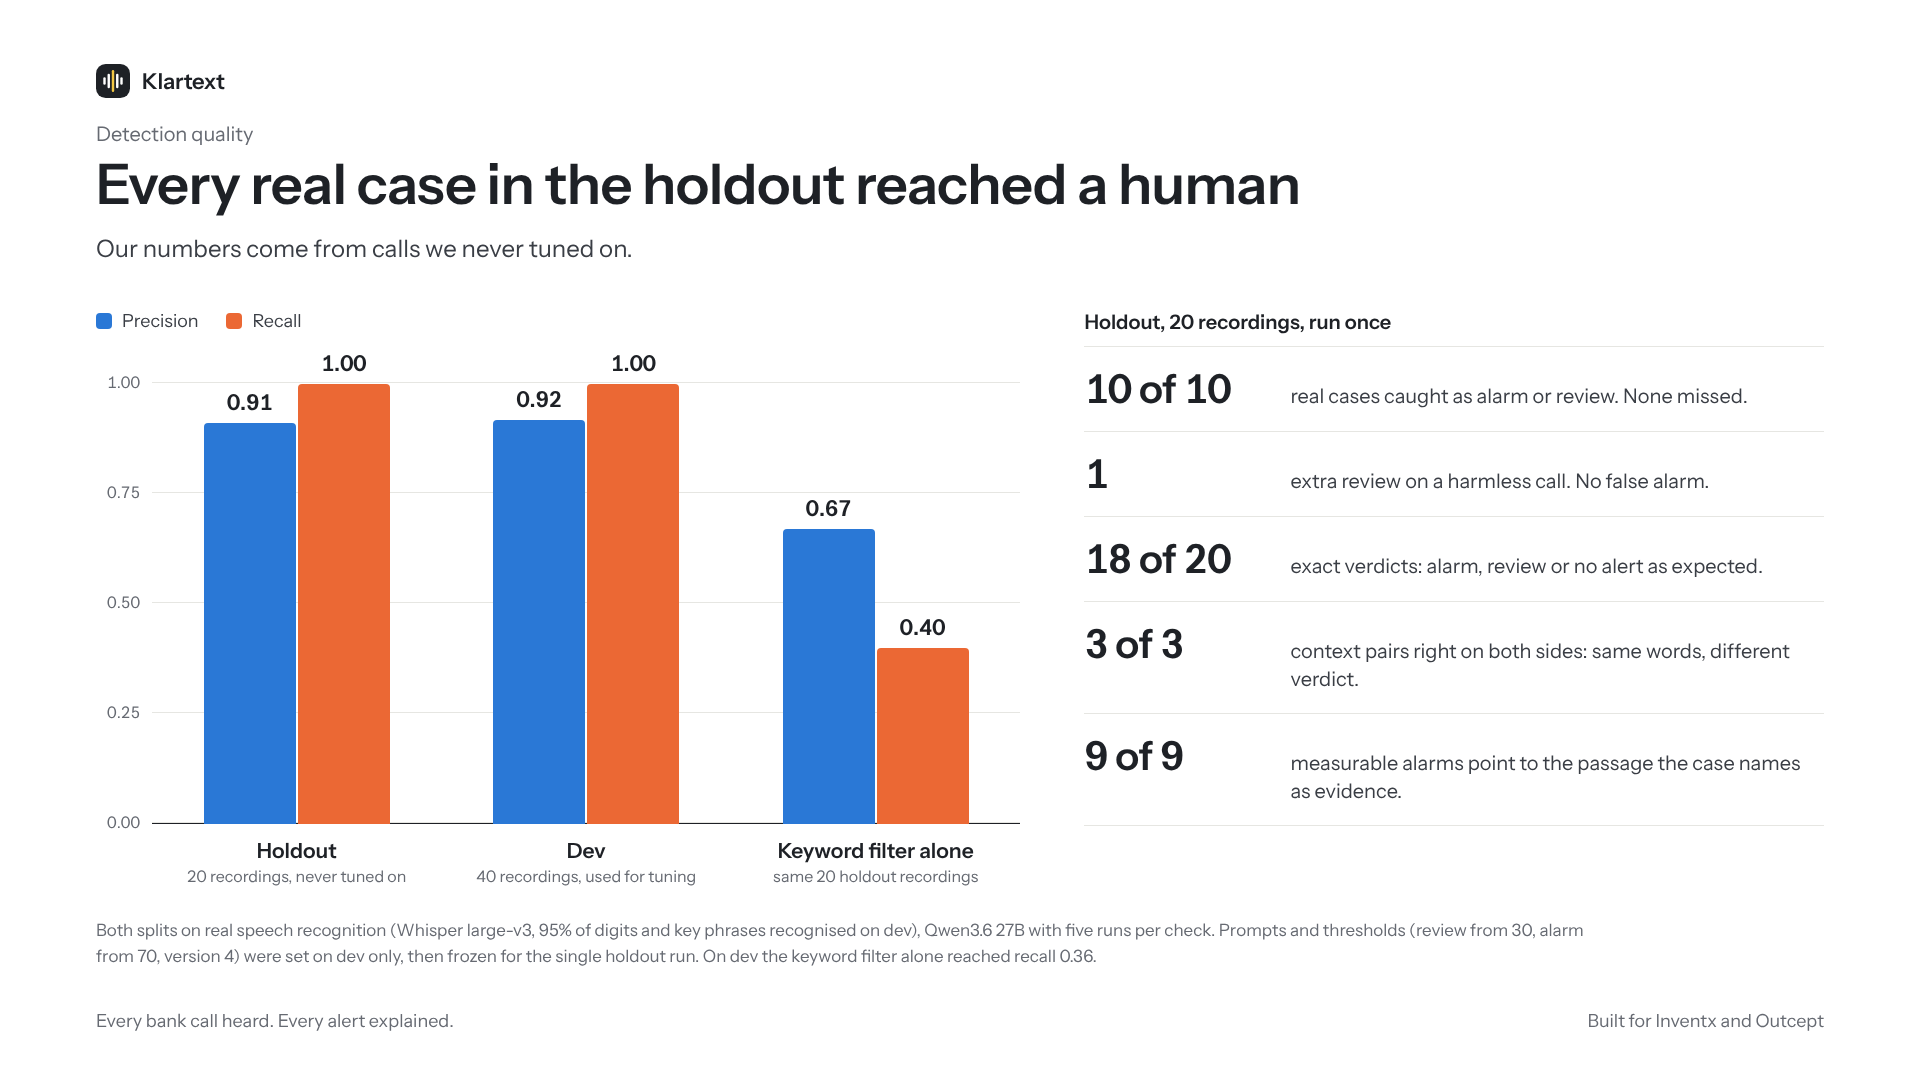 Klartext
Detection quality
Every real case in the holdout reached a human
Our numbers come from calls we never tuned on.
Precision
Recall
1.00
0.75
0.50
0.25
0.00
0.91
1.00
0.92
1.00
0.67
0.40
Holdout
20 recordings, never tuned on
Dev
40 recordings, used for tuning
Keyword filter alone
same 20 holdout recordings
Holdout, 20 recordings, run once
10 of 10
real cases caught as alarm or review. None missed.
1
extra review on a harmless call. No false alarm.
18 of 20
exact verdicts: alarm, review or no alert as expected.
3 of 3
context pairs right on both sides: same words, different
verdict.
9 of 9
measurable alarms point to the passage the case names
as evidence.
Both splits on real speech recognition (Whisper large-v3, 95% of digits and key phrases recognised on dev), Qwen3.6 27B with five runs per check. Prompts and thresholds (review from 30, alarm
from 70, version 4) were set on dev only, then frozen for the single holdout run. On dev the keyword filter alone reached recall 0.36.
Every bank call heard. Every alert explained.
Built for Inventx and Outcept